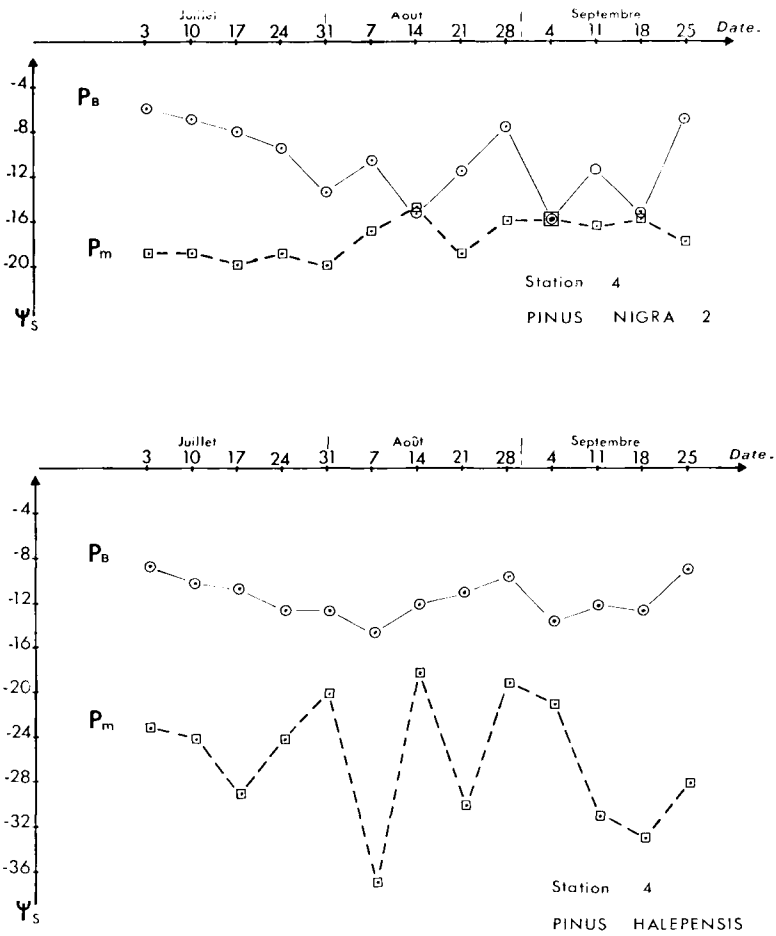 Juillet Aout Septembre
3 10 17 24 31 7 14 21 28 4 11 18 25 Date.
-4
PB
-8
-12
-16
Pm
-20
Station 4
ΨS
PINUS NIGRA 2
Juillet Août Septembre
3 10 17 24 31 7 14 21 28 4 11 18 25 Date.
-4
PB
-8
-12
-16
-20
Pm
-24
-28
-32
-36
Station 4
ΨS
PINUS HALEPENSIS